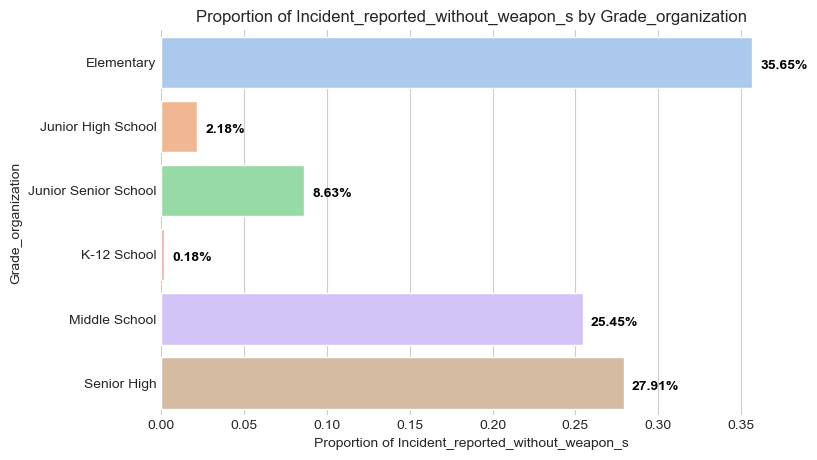 Proportion of Incident_reported_without_weapon_s by Grade_organization
Grade_organization
Elementary
35.65%
Junior High School
2.18%
Junior Senior School
8.63%
K-12 School
0.18%
Middle School
25.45%
Senior High
27.91%
0.00 0.05 0.10 0.15 0.20 0.25 0.30 0.35
Proportion of Incident_reported_without_weapon_s